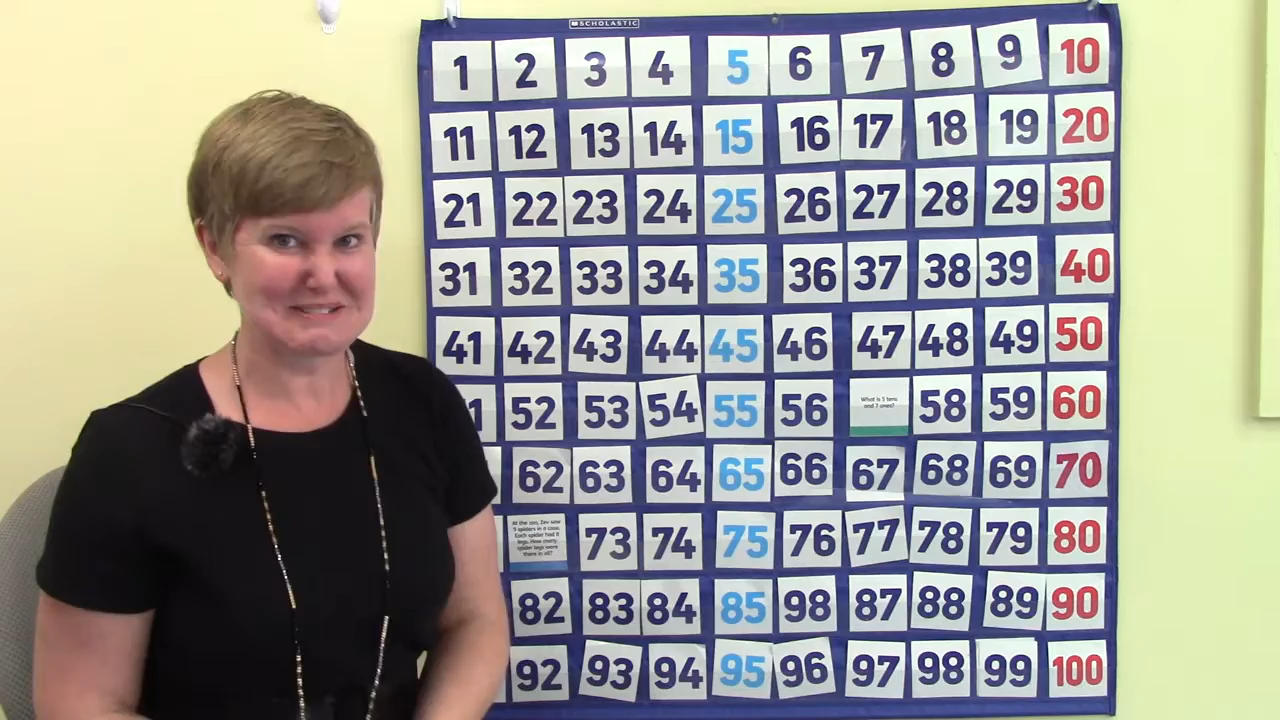 SCHOLASTIC
1 2 3 4 5 6 7 8 9 10
11 12 13 14 15 16 17 18 19 20
21 22 23 24 25 26 27 28 29 30
31 32 33 34 35 36 37 38 39 40
41 42 43 44 45 46 47 48 49 50
52 53 54 55 56
What is 5 tens
and 7 ones?
58 59 60
62 63 64 65 66 67 68 69 70
At the zoo, Zev saw
9 spiders in a case.
Each spider had 8
legs. How many
spider legs were
there in all?
73 74 75 76 77 78 79 80
82 83 84 85 98 87 88 89 90
92 93 94 95 96 97 98 99 100